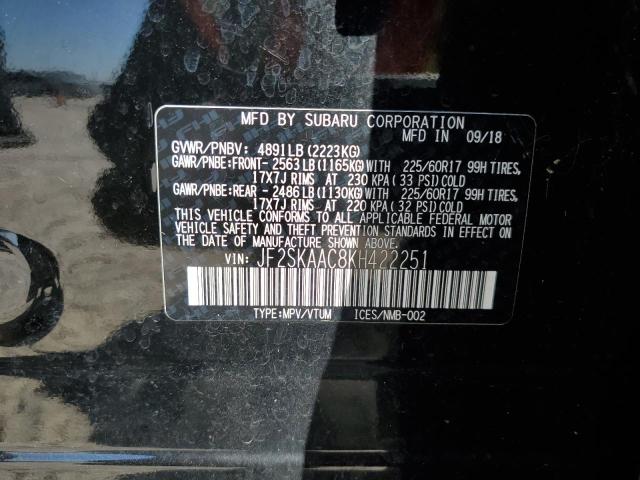 MFD BY SUBARU CORPORATION
MFD IN 09/18
GVWR/PNBV: 4891LB (2223KG)
GAWR/PNBE:FRONT- 2563 LB (1165KG) WITH 225/60R17 99H TIRES,
17X7J RIMS AT 230 KPA (33 PSI) COLD
GAWR/PNBE:REAR - 2486 LB (1130KG) WITH 225/60R17 99H TIRES,
17X7J RIMS AT 220 KPA (32 PSI) COLD
THIS VEHICLE CONFORMS TO ALL APPLICABLE FEDERAL MOTOR
VEHICLE SAFETY AND THEFT PREVENTION STANDARDS IN EFFECT ON
THE DATE OF MANUFACTURE SHOWN ABOVE.
VIN: JF2SKAAC8KH422251
TYPE:MPV/VTUM ICES/NMB-002